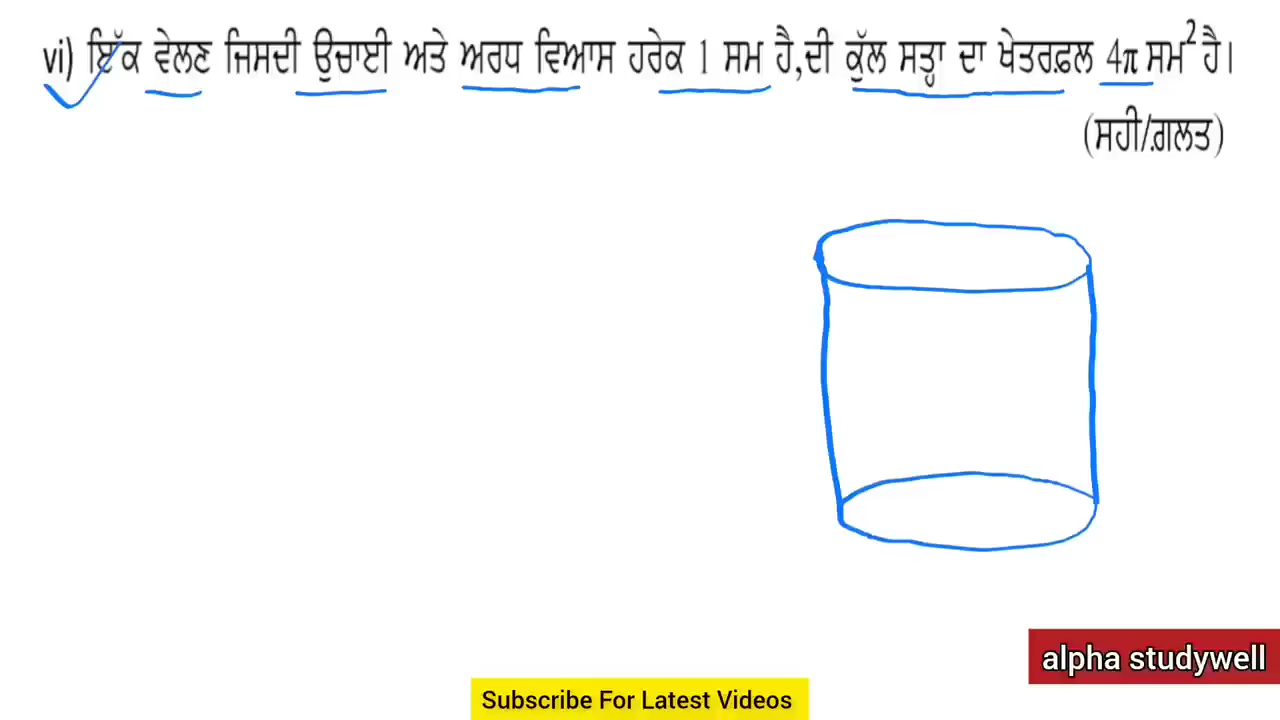 vi) ਇੱਕ ਵੇਲਣ ਜਿਸਦੀ ਉਚਾਈ ਅਤੇ ਅਰਧ ਵਿਆਸ ਹਰੇਕ 1 ਸਮ ਹੈ,ਦੀ ਕੁੱਲ ਸਤ੍ਹਾ ਦਾ ਖੇਤਰਫ਼ਲ 4π ਸਮ² ਹੈ।
(ਸਹੀ/ਗ਼ਲਤ)
alpha studywell
Subscribe For Latest Videos